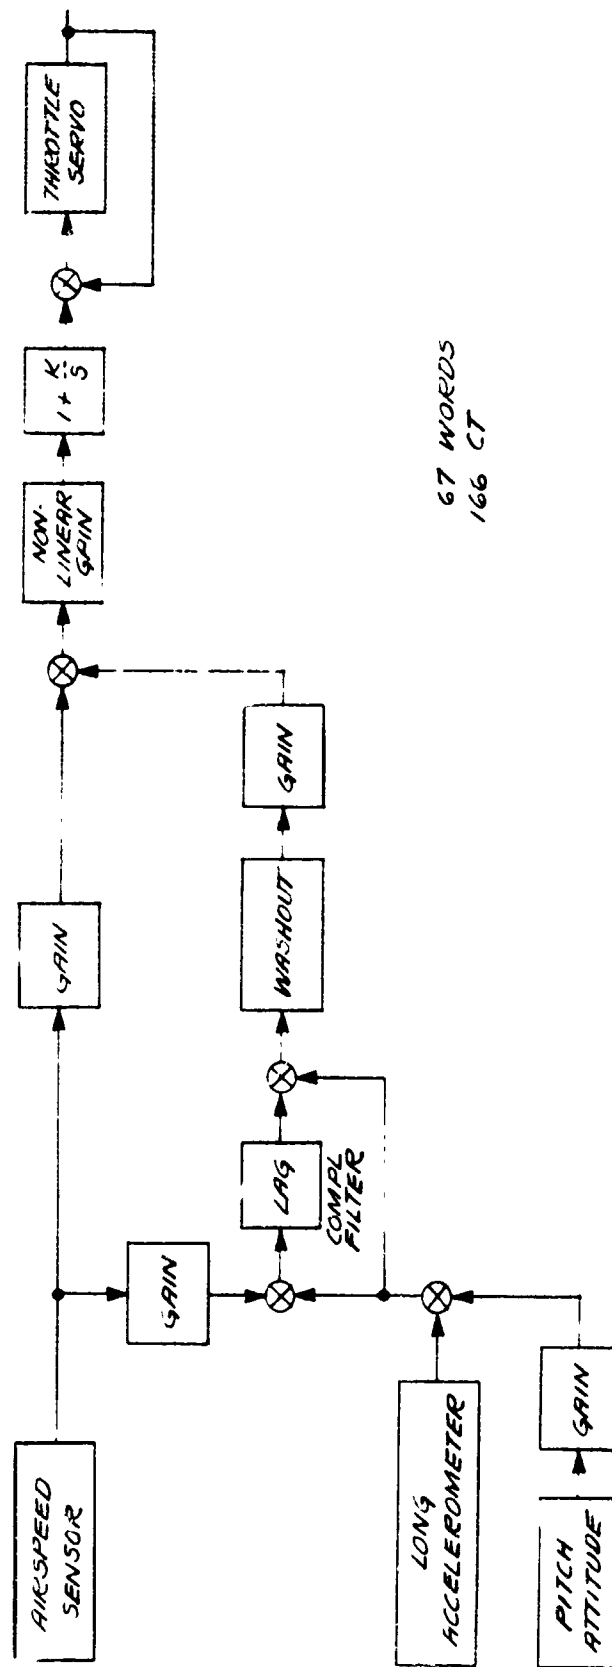 AIRSPEED
SENSOR
GAIN
NON-
LINEAR
GAIN
1 + K/S
THROTTLE
SERVO
GAIN
LAG
COMPL
FILTER
WASHOUT
GAIN
LONG
ACCELEROMETER
PITCH
ATTITUDE
GAIN
67 WORDS
166 CT